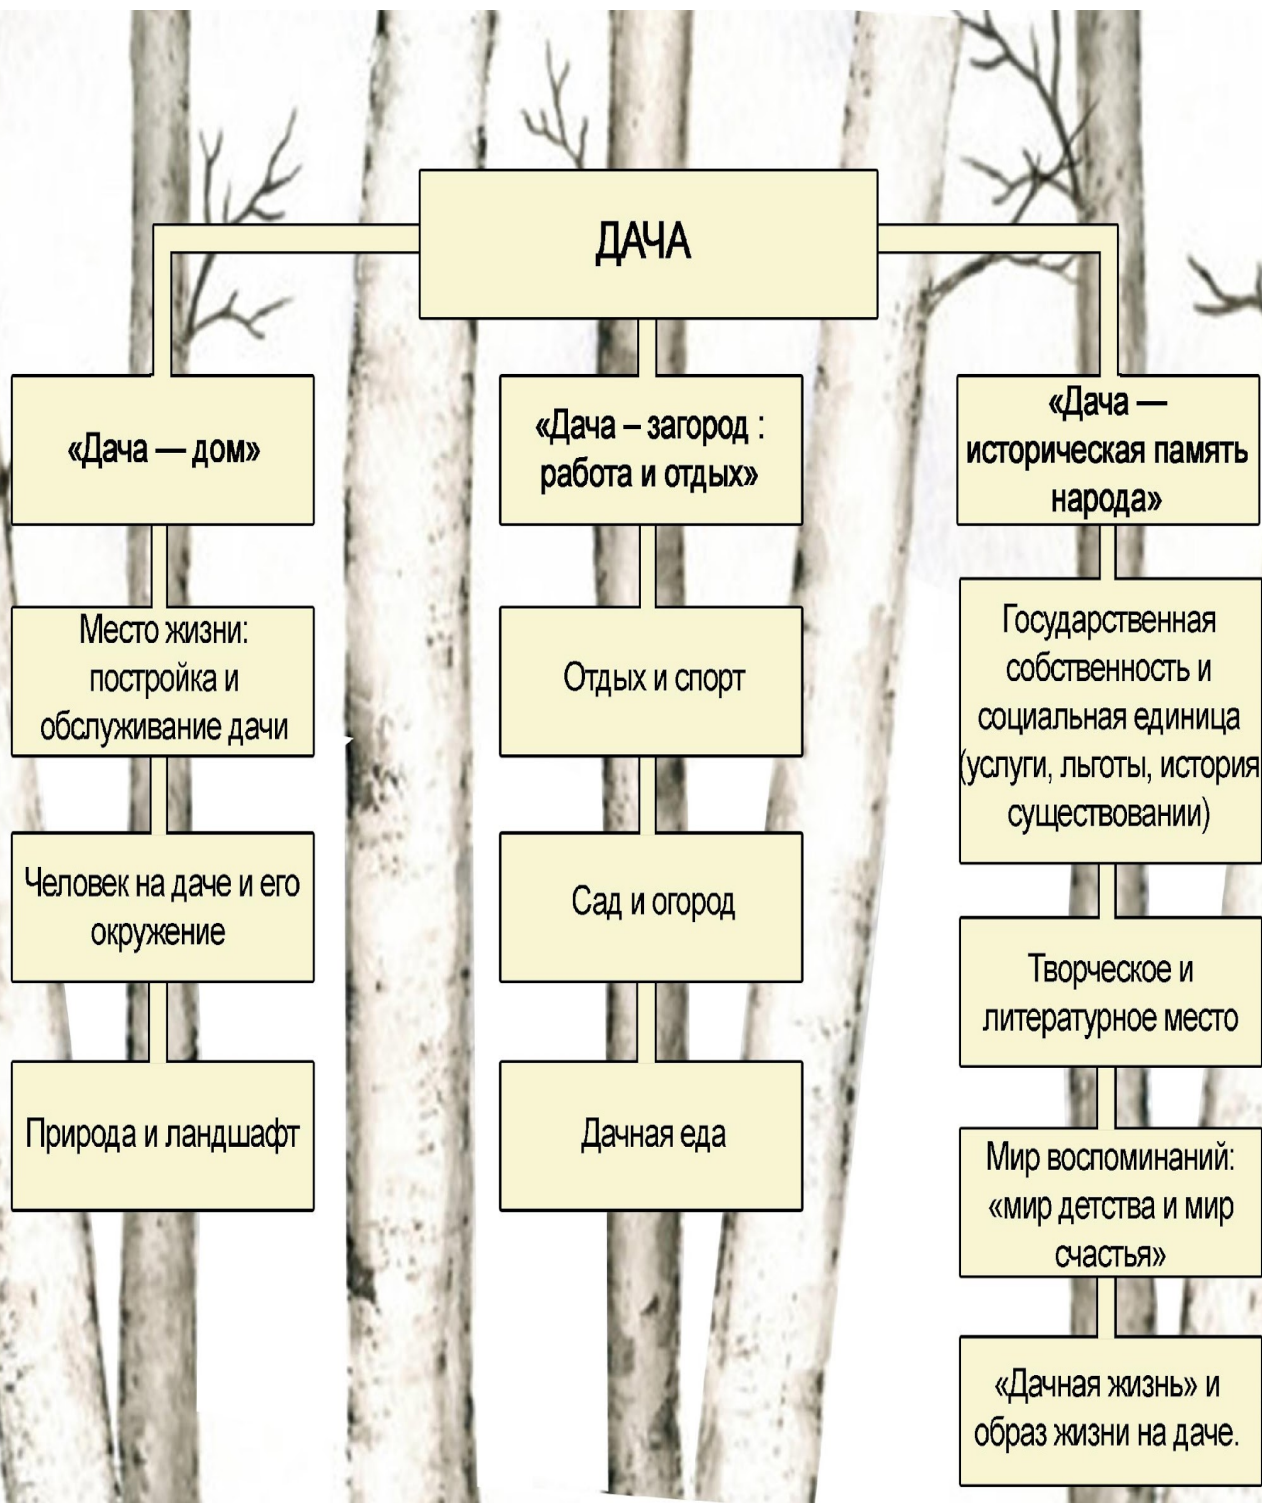 ДАЧА
«Дача — дом»
Место жизни:
постройка и
обслуживание дачи
Человек на даче и его
окружение
Природа и ландшафт
«Дача – загород :
работа и отдых»
Отдых и спорт
Сад и огород
Дачная еда
«Дача —
историческая память
народа»
Государственная
собственность и
социальная единица
(услуги, льготы, история
существовании)
Творческое и
литературное место
Мир воспоминаний:
«мир детства и мир
счастья»
«Дачная жизнь» и
образ жизни на даче.